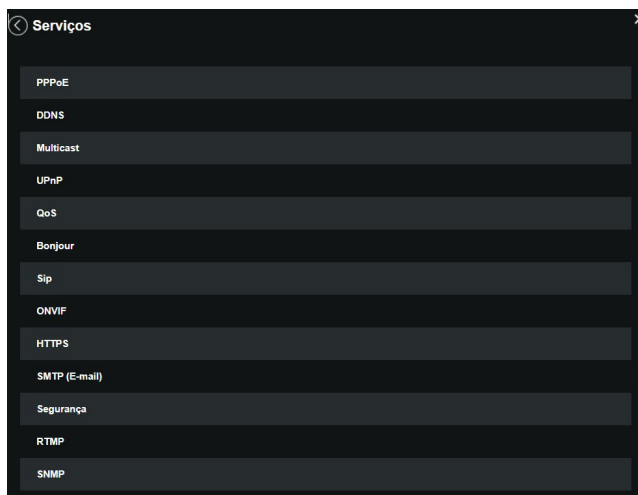 Serviços
PPPoE
DDNS
Multicast
UPnP
QoS
Bonjour
Sip
ONVIF
HTTPS
SMTP (E-mail)
Segurança
RTMP
SNMP